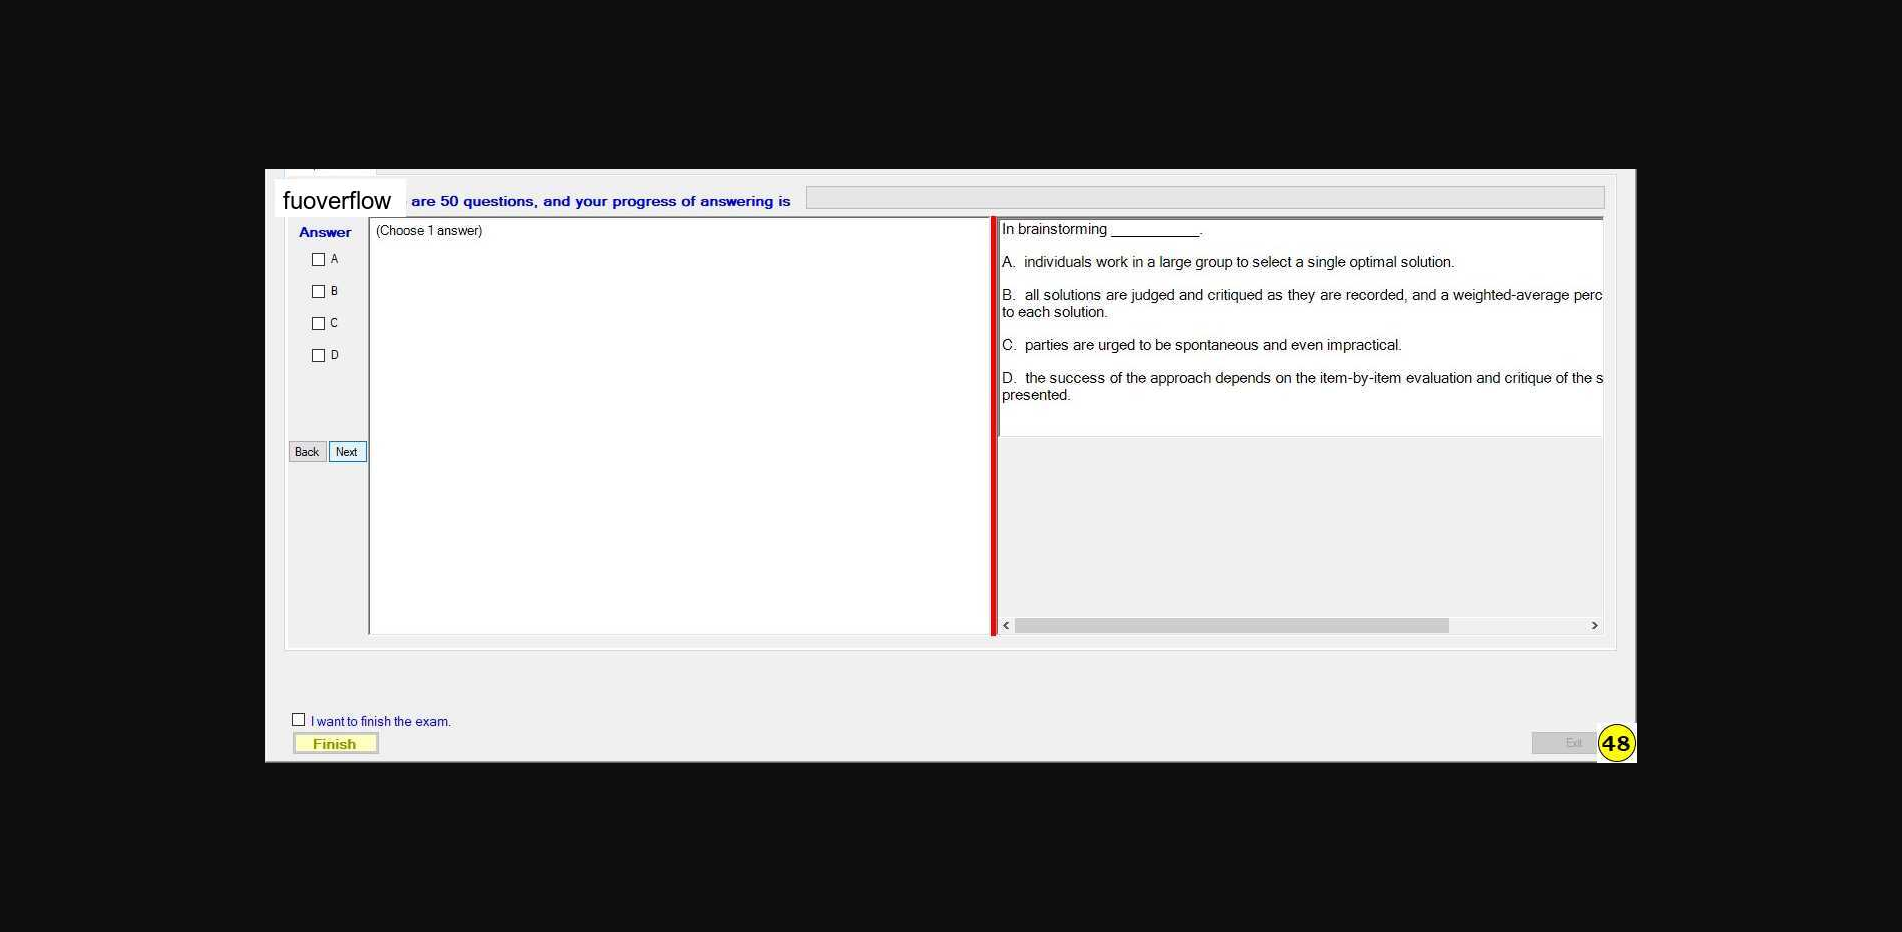 fuoverflow are 50 questions, and your progress of answering is
Answer
(Choose 1 answer)
A
B
C
D
Back Next
In brainstorming ___________.
A. individuals work in a large group to select a single optimal solution.
B. all solutions are judged and critiqued as they are recorded, and a weighted-average perc
to each solution.
C. parties are urged to be spontaneous and even impractical.
D. the success of the approach depends on the item-by-item evaluation and critique of the s
presented.
I want to finish the exam.
Finish
Exit
48